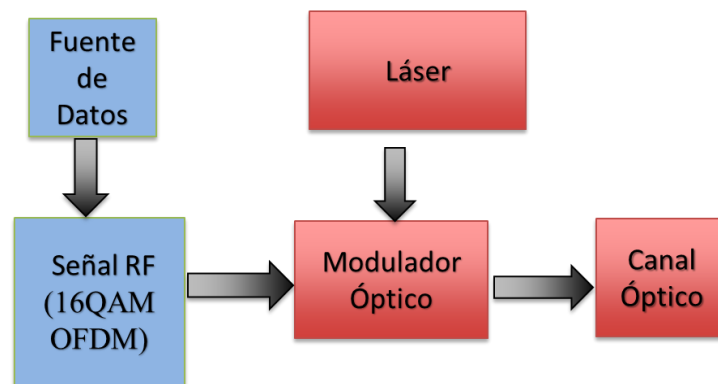 Fuente
de
Datos
Láser
Señal RF
(16QAM
OFDM)
Modulador
Óptico
Canal
Óptico